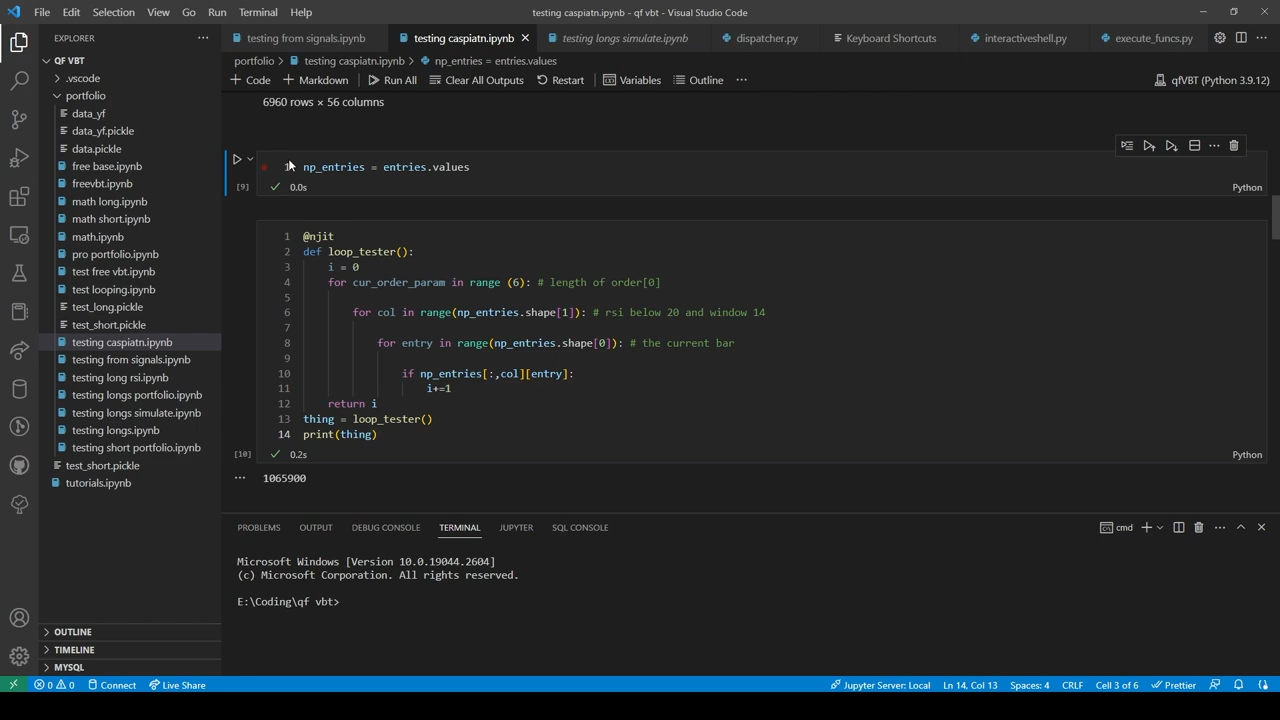 File Edit Selection View Go Run Terminal Help
testing caspiatn.ipynb - qf vbt - Visual Studio Code
EXPLORER
testing from signals.ipynb
testing caspiatn.ipynb
testing longs simulate.ipynb
dispatcher.py
Keyboard Shortcuts
interactiveshell.py
execute_funcs.py
QF VBT
.vscode
portfolio
data_yf
data_yf.pickle
data.pickle
free base.ipynb
freevbt.ipynb
math long.ipynb
math short.ipynb
math.ipynb
pro portfolio.ipynb
test free vbt.ipynb
test looping.ipynb
test_long.pickle
test_short.pickle
testing caspiatn.ipynb
testing from signals.ipynb
testing long rsi.ipynb
testing longs portfolio.ipynb
testing longs simulate.ipynb
testing longs.ipynb
testing short portfolio.ipynb
test_short.pickle
tutorials.ipynb
OUTLINE
TIMELINE
MYSQL
portfolio > testing caspiatn.ipynb > np_entries = entries.values
+ Code + Markdown Run All Clear All Outputs Restart Variables Outline ...
qfVBT (Python 3.9.12)
6960 rows × 56 columns
1 np_entries = entries.values
[9] 0.0s Python
1 @njit
2 def loop_tester():
3 i = 0
4 for cur_order_param in range (6): # length of order[0]
5
6 for col in range(np_entries.shape[1]): # rsi below 20 and window 14
7
8 for entry in range(np_entries.shape[0]): # the current bar
9
10 if np_entries[:,col][entry]:
11 i+=1
12 return i
13 thing = loop_tester()
14 print(thing)
[10] 0.2s Python
... 1065900
PROBLEMS OUTPUT DEBUG CONSOLE TERMINAL JUPYTER SQL CONSOLE
cmd
Microsoft Windows [Version 10.0.19044.2604]
(c) Microsoft Corporation. All rights reserved.
E:\Coding\qf vbt>
0 0 Connect Live Share
Jupyter Server: Local Ln 14, Col 13 Spaces: 4 CRLF Cell 3 of 6 Prettier